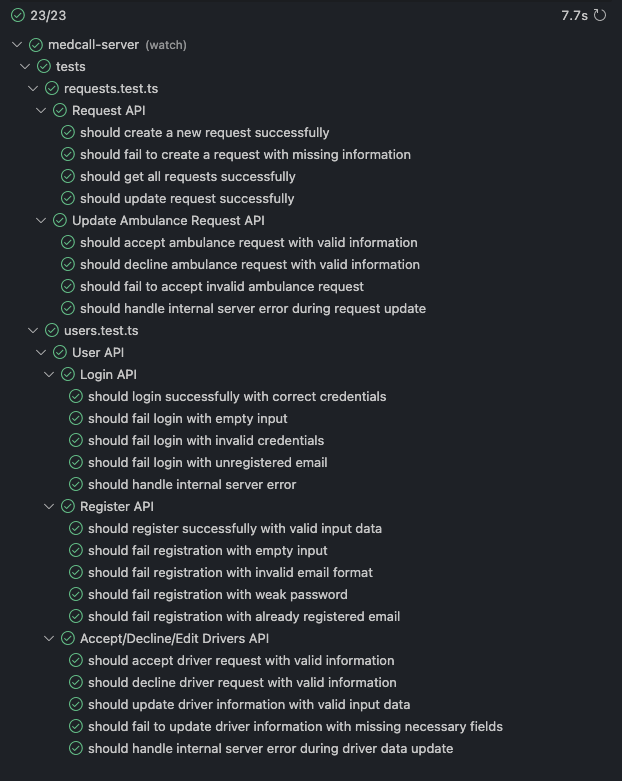 23/23 7.7s
medcall-server (watch)
tests
requests.test.ts
Request API
should create a new request successfully
should fail to create a request with missing information
should get all requests successfully
should update request successfully
Update Ambulance Request API
should accept ambulance request with valid information
should decline ambulance request with valid information
should fail to accept invalid ambulance request
should handle internal server error during request update
users.test.ts
User API
Login API
should login successfully with correct credentials
should fail login with empty input
should fail login with invalid credentials
should fail login with unregistered email
should handle internal server error
Register API
should register successfully with valid input data
should fail registration with empty input
should fail registration with invalid email format
should fail registration with weak password
should fail registration with already registered email
Accept/Decline/Edit Drivers API
should accept driver request with valid information
should decline driver request with valid information
should update driver information with valid input data
should fail to update driver information with missing necessary fields
should handle internal server error during driver data update